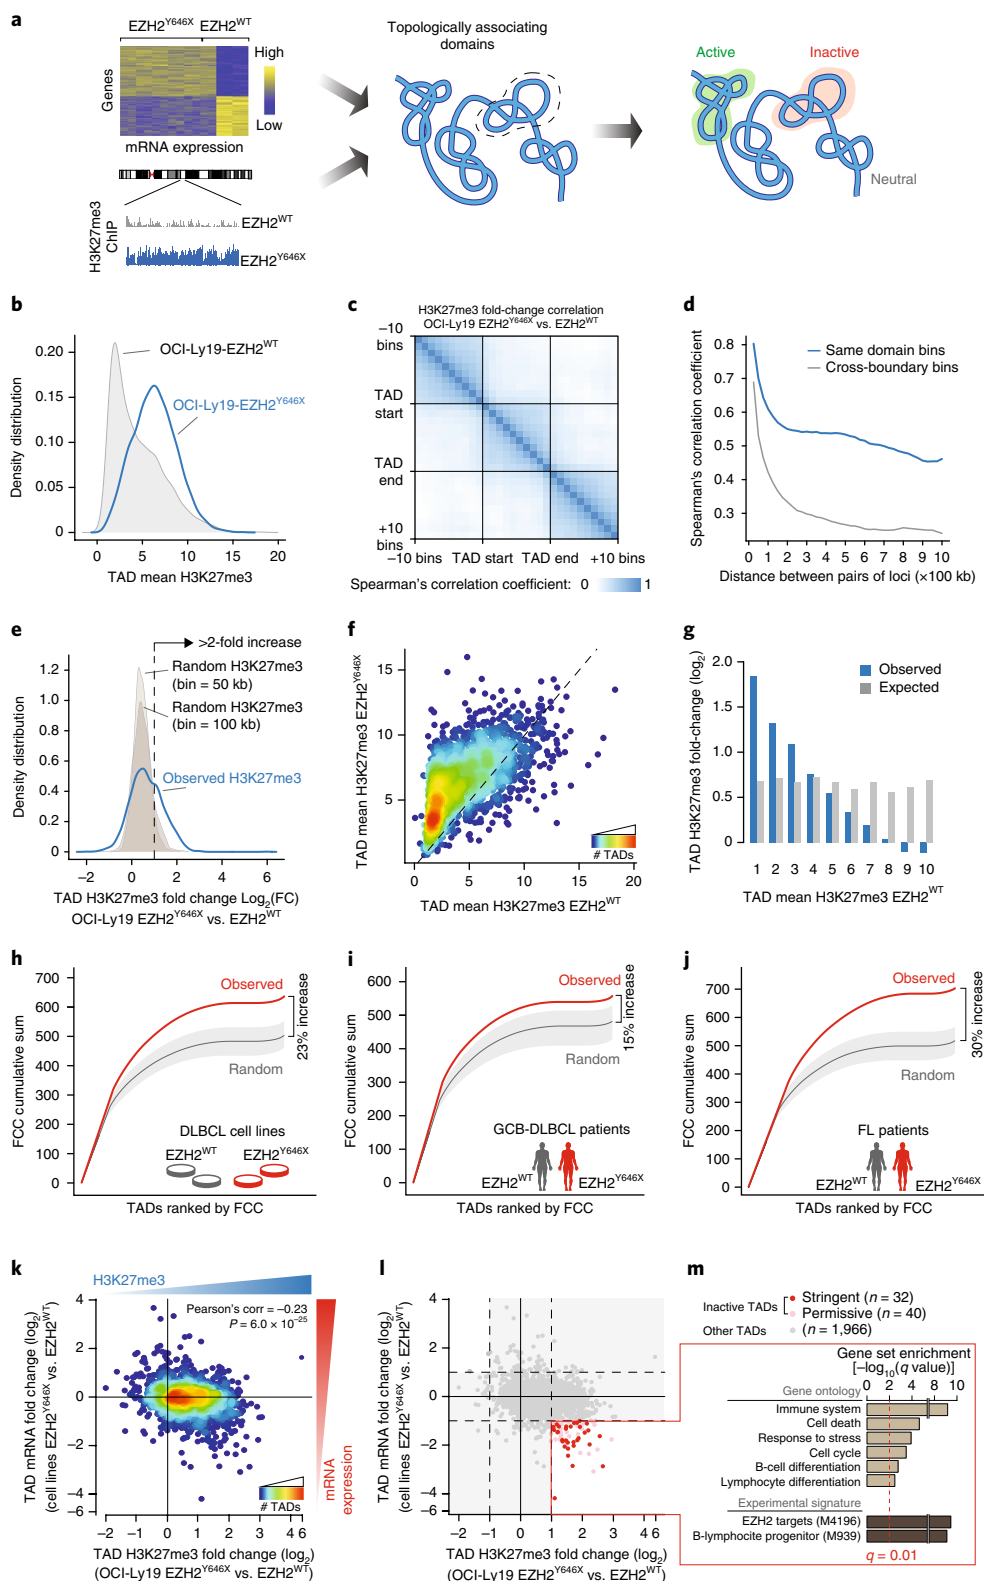 a
EZH2Y646X EZH2WT
High
Low
Genes
mRNA expression
H3K27me3
ChIP
EZH2WT
EZH2Y646X
Topologically associating
domains
Active
Inactive
Neutral
b
Density distribution
0.20
0.15
0.10
0.05
0
OCI-Ly19-EZH2WT
OCI-Ly19-EZH2Y646X
0 5 10 15 20
TAD mean H3K27me3
c
H3K27me3 fold-change correlation
OCI-Ly19 EZH2Y646X vs. EZH2WT
–10
bins
TAD
start
TAD
end
+10
bins
–10 bins TAD start TAD end +10 bins
Spearman's correlation coefficient: 0 1
d
Spearman's correlation coefficient
0.8
0.7
0.6
0.5
0.4
0.3
Same domain bins
Cross-boundary bins
0 1 2 3 4 5 6 7 8 9 10
Distance between pairs of loci (×100 kb)
e
>2-fold increase
Density distribution
1.2
1.0
0.8
0.6
0.4
0.2
0
Random H3K27me3
(bin = 50 kb)
Random H3K27me3
(bin = 100 kb)
Observed H3K27me3
–2 0 2 4 6
TAD H3K27me3 fold change Log2(FC)
OCI-Ly19 EZH2Y646X vs. EZH2WT
f
TAD mean H3K27me3 EZH2Y646X
15
10
5
# TADs
0 5 10 15 20
TAD mean H3K27me3 EZH2WT
g
TAD H3K27me3 fold-change (log2)
2.0
1.5
1.0
0.5
0
Observed
Expected
1 2 3 4 5 6 7 8 9 10
TAD mean H3K27me3 EZH2WT
h
FCC cumulative sum
700
600
500
400
300
200
100
0
Observed
23% increase
Random
DLBCL cell lines
EZH2WT EZH2Y646X
TADs ranked by FCC
i
FCC cumulative sum
600
500
400
300
200
100
0
Observed
15% increase
Random
GCB-DLBCL patients
EZH2WT EZH2Y646X
TADs ranked by FCC
j
FCC cumulative sum
700
600
500
400
300
200
100
0
Observed
30% increase
Random
FL patients
EZH2WT EZH2Y646X
TADs ranked by FCC
k
H3K27me3
TAD mRNA fold change (log2)
(cell lines EZH2Y646X vs. EZH2WT)
4
2
0
–2
–4
–6
Pearson's corr = –0.23
P = 6.0 × 10–25
mRNA
expression
# TADs
–2 –1 0 1 2 4 6
TAD H3K27me3 fold change (log2)
(OCI-Ly19 EZH2Y646X vs. EZH2WT)
l
TAD mRNA fold change (log2)
(cell lines EZH2Y646X vs. EZH2WT)
4
2
0
–2
–4
–6
–2 –1 0 1 2 4 6
TAD H3K27me3 fold change (log2)
(OCI-Ly19 EZH2Y646X vs. EZH2WT)
m
Inactive TADs
Stringent (n = 32)
Permissive (n = 40)
Other TADs (n = 1,966)
Gene set enrichment
[–log10(q value)]
0 2 4 8 10
Gene ontology
Immune system
Cell death
Response to stress
Cell cycle
B-cell differentiation
Lymphocyte differentiation
Experimental signature
EZH2 targets (M4196)
B-lymphocite progenitor (M939)
q = 0.01